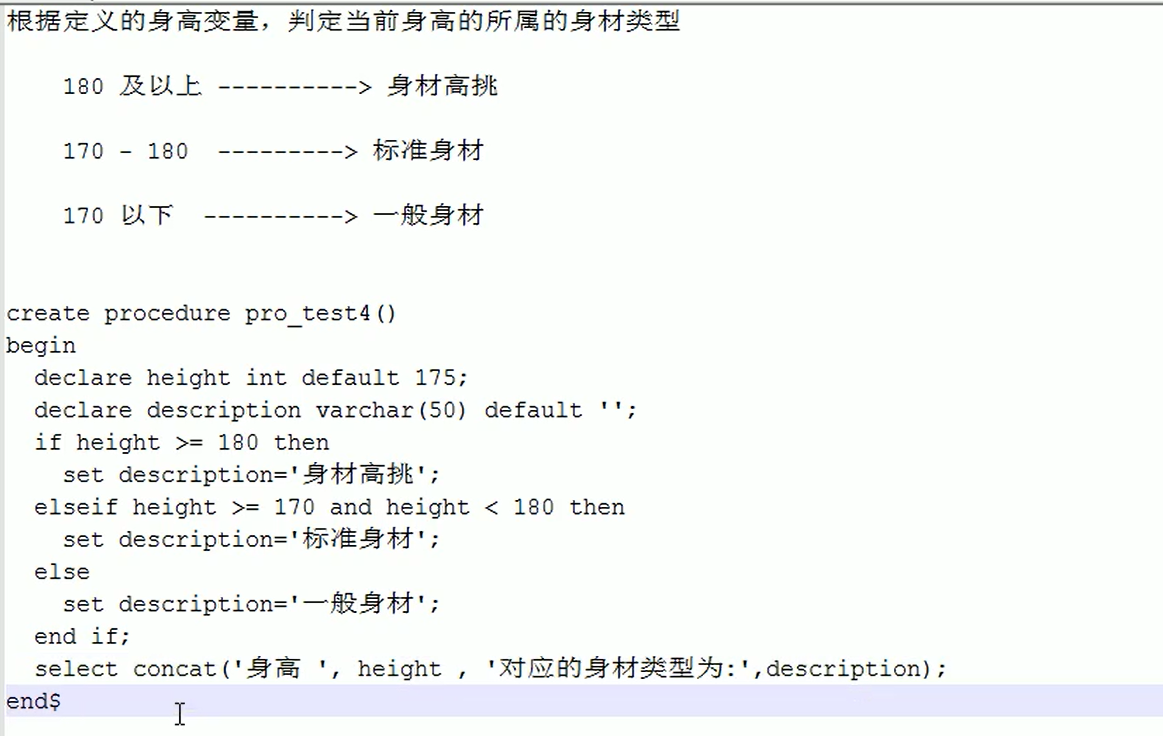 根据定义的身高变量，判定当前身高的所属的身材类型
180 及以上 ----------> 身材高挑
170 - 180  ---------> 标准身材
170 以下  ----------> 一般身材
create procedure pro_test4()
begin
  declare height int default 175;
  declare description varchar(50) default '';
  if height >= 180 then
    set description='身材高挑';
  elseif height >= 170 and height < 180 then
    set description='标准身材';
  else
    set description='一般身材';
  end if;
  select concat('身高 ', height , '对应的身材类型为:',description);
end$